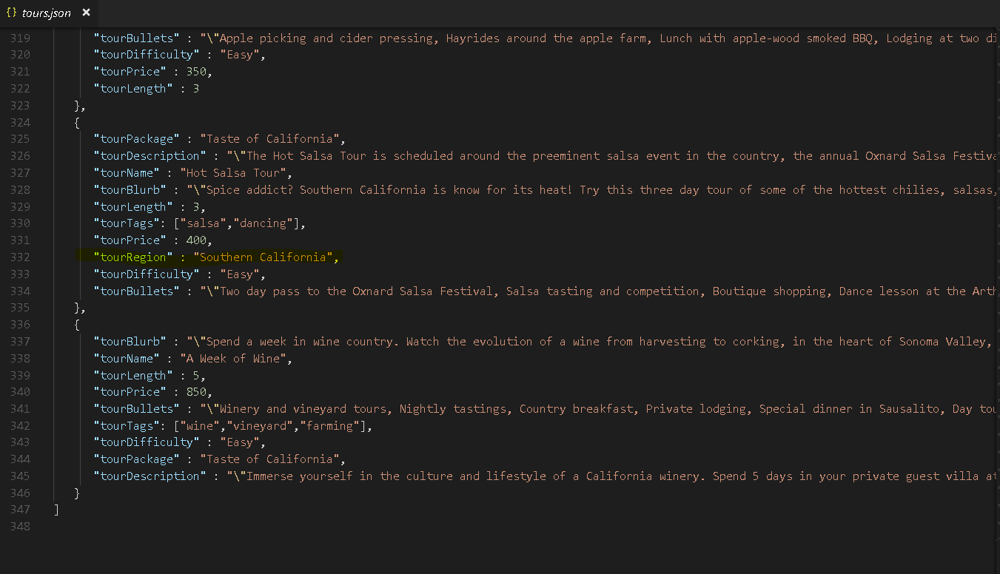 {} tours.json ×
319 "tourBullets" : "\"Apple picking and cider pressing, Hayrides around the apple farm, Lunch with apple-wood smoked BBQ, Lodging at two di
320 "tourDifficulty" : "Easy",
321 "tourPrice" : 350,
322 "tourLength" : 3
323 },
324 {
325 "tourPackage" : "Taste of California",
326 "tourDescription" : "\"The Hot Salsa Tour is scheduled around the preeminent salsa event in the country, the annual Oxnard Salsa Festiva
327 "tourName" : "Hot Salsa Tour",
328 "tourBlurb" : "\"Spice addict? Southern California is know for its heat! Try this three day tour of some of the hottest chilies, salsas,
329 "tourLength" : 3,
330 "tourTags": ["salsa","dancing"],
331 "tourPrice" : 400,
332 "tourRegion" : "Southern California",
333 "tourDifficulty" : "Easy",
334 "tourBullets" : "\"Two day pass to the Oxnard Salsa Festival, Salsa tasting and competition, Boutique shopping, Dance lesson at the Art
335 },
336 {
337 "tourBlurb" : "\"Spend a week in wine country. Watch the evolution of a wine from harvesting to corking, in the heart of Sonoma Valley,
338 "tourName" : "A Week of Wine",
339 "tourLength" : 5,
340 "tourPrice" : 850,
341 "tourBullets" : "\"Winery and vineyard tours, Nightly tastings, Country breakfast, Private lodging, Special dinner in Sausalito, Day tou
342 "tourTags": ["wine","vineyard","farming"],
343 "tourDifficulty" : "Easy",
344 "tourPackage" : "Taste of California",
345 "tourDescription" : "\"Immerse yourself in the culture and lifestyle of a California winery. Spend 5 days in your private guest villa at
346 }
347 ]
348